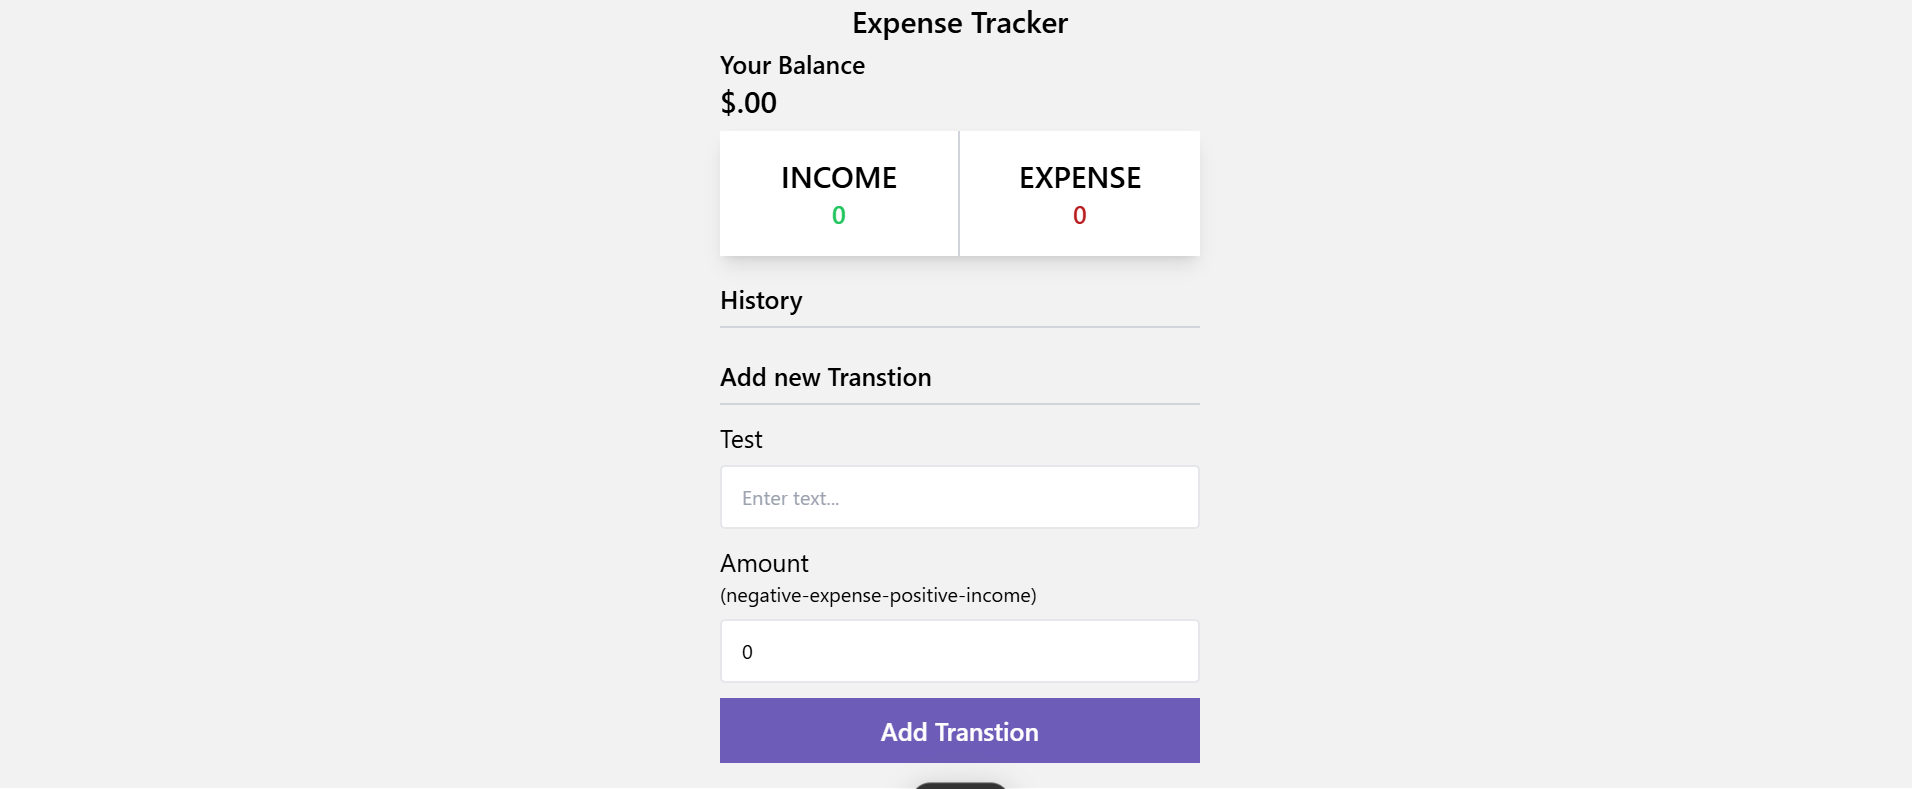 Expense Tracker
Your Balance
$.00
INCOME
EXPENSE
0
0
History
Add new Transtion
Test
Enter text...
Amount
(negative-expense-positive-income)
0
Add Transtion